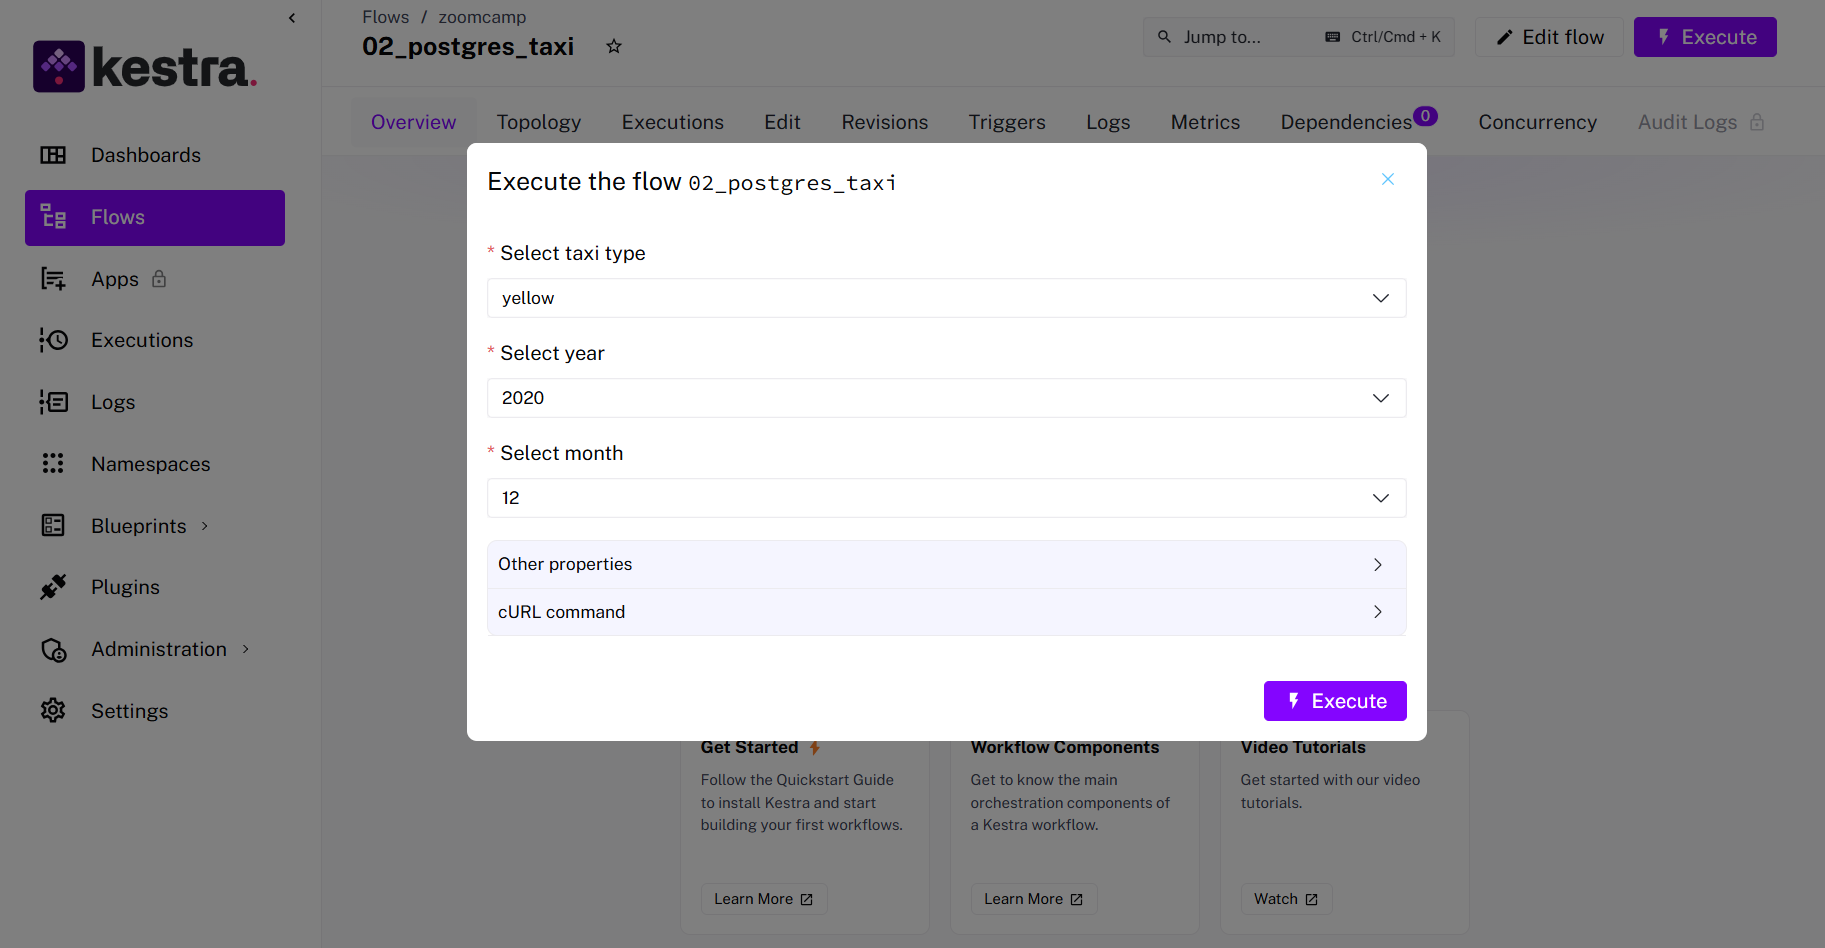 kestra.
Dashboards
Flows
Apps
Executions
Logs
Namespaces
Blueprints
Plugins
Administration
Settings
Flows / zoomcamp
02_postgres_taxi
Jump to... Ctrl/Cmd + K
Edit flow
Execute
Overview Topology Executions Edit Revisions Triggers Logs Metrics Dependencies 0 Concurrency Audit Logs
Execute the flow 02_postgres_taxi
* Select taxi type
yellow
* Select year
2020
* Select month
12
Other properties
cURL command
Execute
Get Started
Follow the Quickstart Guide
to install Kestra and start
building your first workflows.
Learn More
Workflow Components
Get to know the main
orchestration components of
a Kestra workflow.
Learn More
Video Tutorials
Get started with our video
tutorials.
Watch